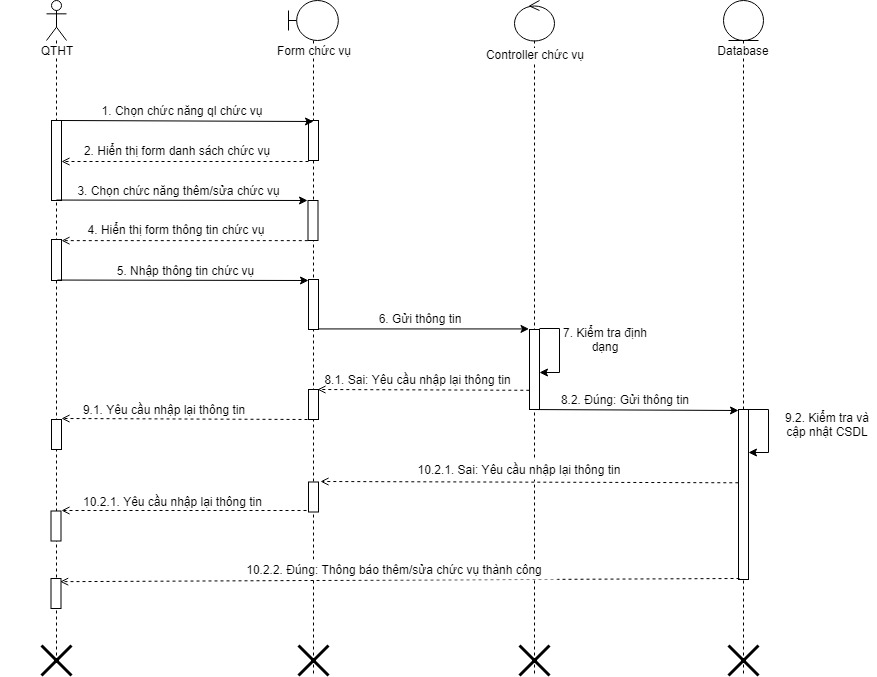 QTHT
Form chức vụ
Controller chức vụ
Database
1. Chọn chức năng ql chức vụ
2. Hiển thị form danh sách chức vụ
3. Chọn chức năng thêm/sửa chức vụ
4. Hiển thị form thông tin chức vụ
5. Nhập thông tin chức vụ
6. Gửi thông tin
7. Kiểm tra định
dạng
8.1. Sai: Yêu cầu nhập lại thông tin
8.2. Đúng: Gửi thông tin
9.1. Yêu cầu nhập lại thông tin
9.2. Kiểm tra và
cập nhật CSDL
10.2.1. Sai: Yêu cầu nhập lại thông tin
10.2.1. Yêu cầu nhập lại thông tin
10.2.2. Đúng: Thông báo thêm/sửa chức vụ thành công